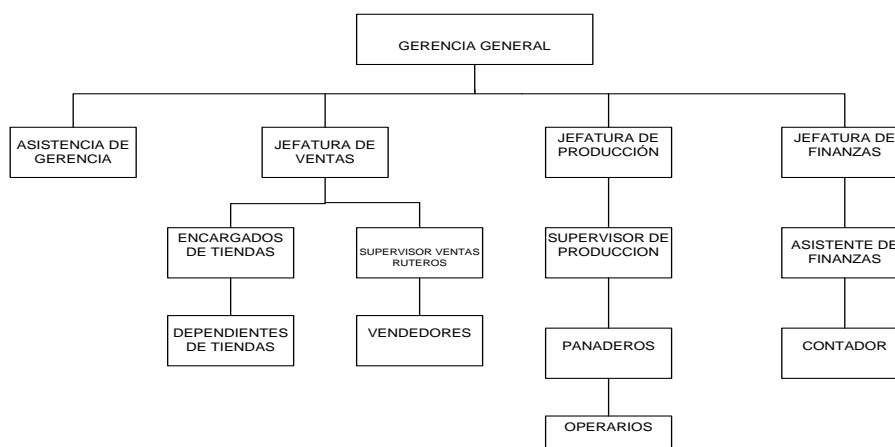 GERENCIA GENERAL
ASISTENCIA DE
GERENCIA
JEFATURA DE
VENTAS
JEFATURA DE
PRODUCCIÓN
JEFATURA DE
FINANZAS
ENCARGADOS
DE TIENDAS
SUPERVISOR VENTAS
RUTEROS
SUPERVISOR DE
PRODUCCION
ASISTENTE DE
FINANZAS
DEPENDIENTES
DE TIENDAS
VENDEDORES
PANADEROS
CONTADOR
OPERARIOS